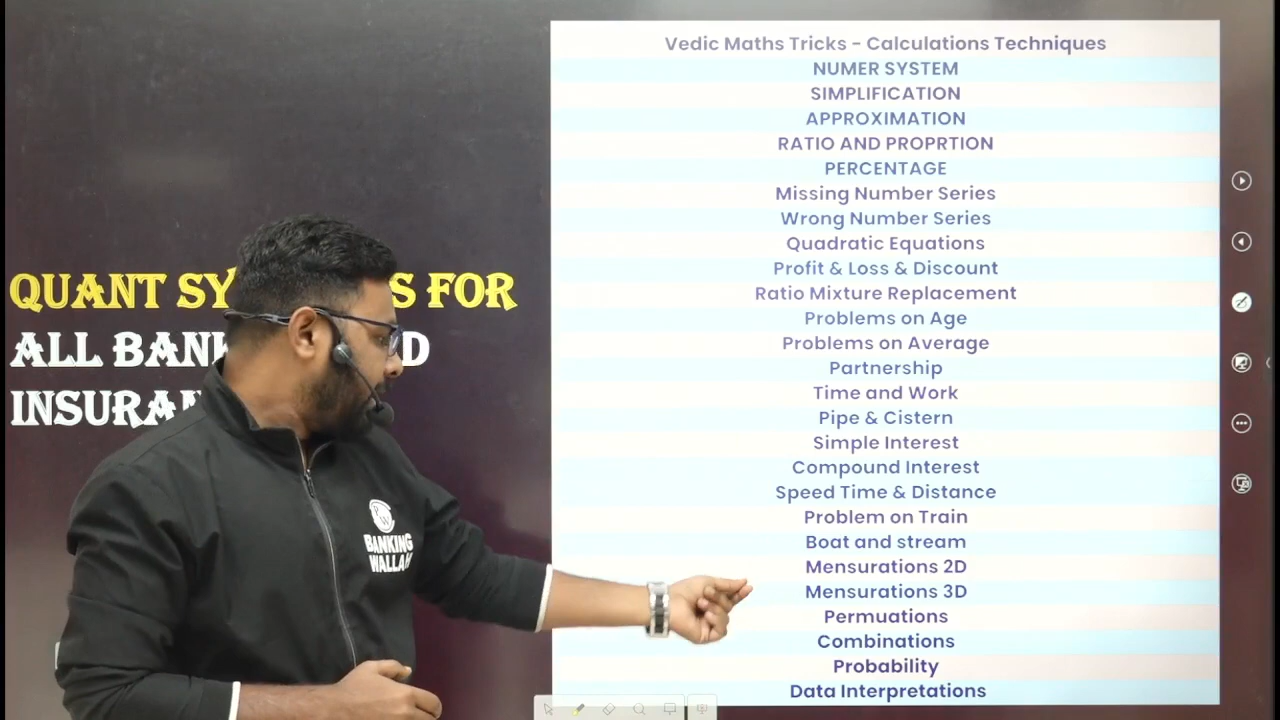 QUANT SY S FOR
ALL BAN D
INSURAN
PW
BANKING
WALLAH
Vedic Maths Tricks - Calculations Techniques
NUMER SYSTEM
SIMPLIFICATION
APPROXIMATION
RATIO AND PROPRTION
PERCENTAGE
Missing Number Series
Wrong Number Series
Quadratic Equations
Profit & Loss & Discount
Ratio Mixture Replacement
Problems on Age
Problems on Average
Partnership
Time and Work
Pipe & Cistern
Simple Interest
Compound Interest
Speed Time & Distance
Problem on Train
Boat and stream
Mensurations 2D
Mensurations 3D
Permuations
Combinations
Probability
Data Interpretations